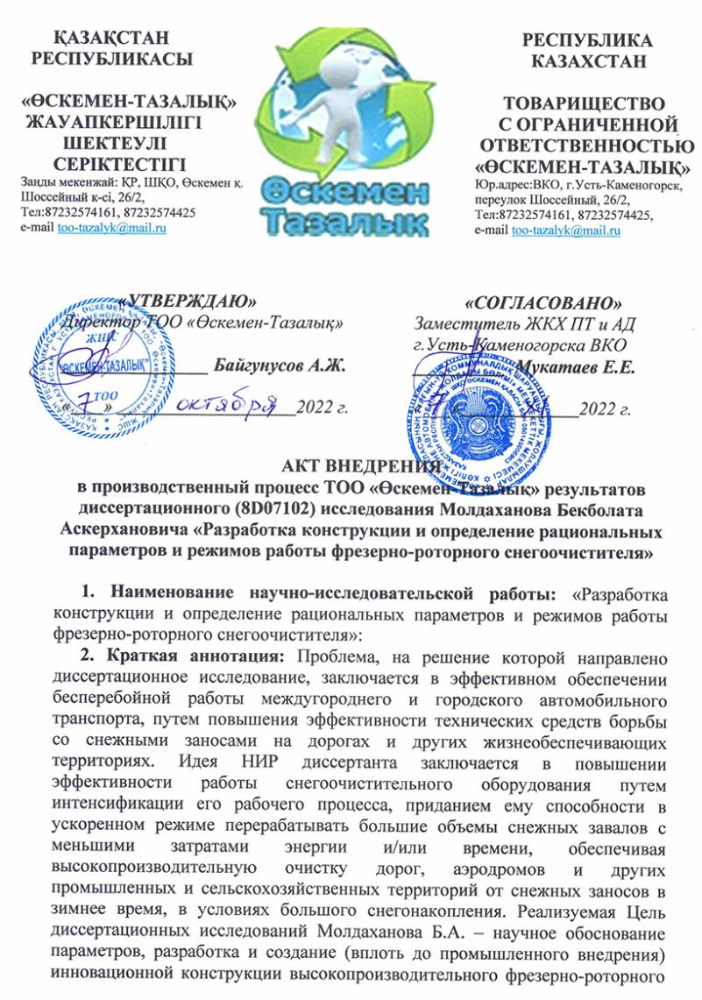 ҚАЗАҚСТАН
РЕСПУБЛИКАСЫ
«ӨСКЕМЕН-ТАЗАЛЫҚ»
ЖАУАПКЕРШІЛІГІ
ШЕКТЕУЛІ
СЕРІКТЕСТІГІ
Заңды мекенжай: ҚР, ШҚО, Өскемен қ.
Шоссейный к-сі, 26/2,
Тел:87232574161, 87232574425
e-mail too-tazalyk@mail.ru
Өскемен
Тазалық
РЕСПУБЛИКА
КАЗАХСТАН
ТОВАРИЩЕСТВО
С ОГРАНИЧЕННОЙ
ОТВЕТСТВЕННОСТЬЮ
«ӨСКЕМЕН-ТАЗАЛЫҚ»
Юр.адрес:ВКО, г.Усть-Каменогорск,
переулок Шоссейный, 26/2,
Тел:87232574161, 87232574425,
e-mail too-tazalyk@mail.ru
«УТВЕРЖДАЮ»
Директор ТОО «Өскемен-Тазалық»
Байгунусов А.Ж.
«7» октября 2022 г.
ЖШС
"ӨСКЕМЕН-ТАЗАЛЫҚ"
ТОО
«СОГЛАСОВАНО»
Заместитель ЖКХ ПТ и АД
г.Усть-Каменогорска ВКО
Мукатаев Е.Е.
2022 г.
АКТ ВНЕДРЕНИЯ
в производственный процесс ТОО «Өскемен-Тазалық» результатов
диссертационного (8D07102) исследования Молдаханова Бекболата
Аскерхановича «Разработка конструкции и определение рациональных
параметров и режимов работы фрезерно-роторного снегоочистителя»
1. Наименование научно-исследовательской работы: «Разработка
конструкции и определение рациональных параметров и режимов работы
фрезерно-роторного снегоочистителя»:
2. Краткая аннотация: Проблема, на решение которой направлено
диссертационное исследование, заключается в эффективном обеспечении
бесперебойной работы междугороднего и городского автомобильного
транспорта, путем повышения эффективности технических средств борьбы
со снежными заносами на дорогах и других жизнеобеспечивающих
территориях. Идея НИР диссертанта заключается в повышении
эффективности работы снегоочистительного оборудования путем
интенсификации его рабочего процесса, приданием ему способности в
ускоренном режиме перерабатывать большие объемы снежных завалов с
меньшими затратами энергии и/или времени, обеспечивая
высокопроизводительную очистку дорог, аэродромов и других
промышленных и сельскохозяйственных территорий от снежных заносов в
зимнее время, в условиях большого снегонакопления. Реализуемая Цель
диссертационных исследований Молдаханова Б.А. – научное обоснование
параметров, разработка и создание (вплоть до промышленного внедрения)
инновационной конструкции высокопроизводительного фрезерно-роторного